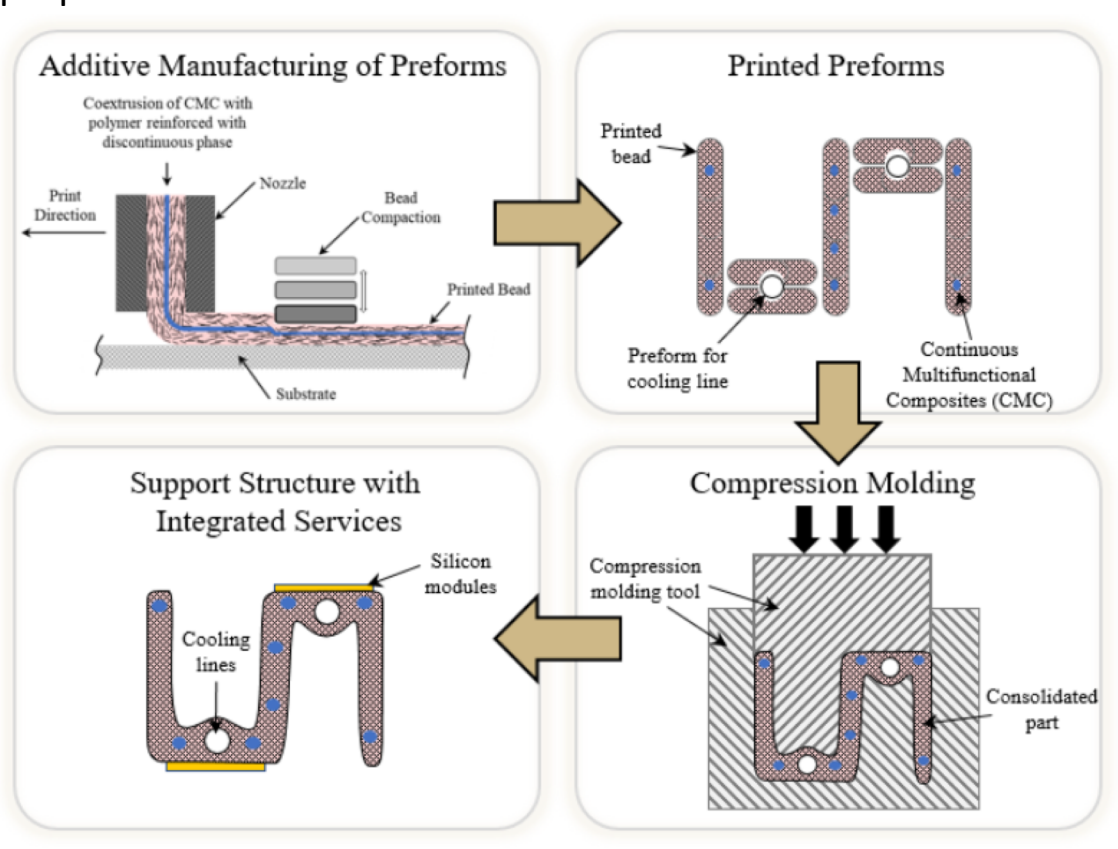 Additive Manufacturing of Preforms
Coextrusion of CMC with
polymer reinforced with
discontinuous phase
Print
Direction
Nozzle
Bead
Compaction
Printed Bead
Substrate
Printed Preforms
Printed
bead
Preform for
cooling line
Continuous
Multifunctional
Composites (CMC)
Support Structure with
Integrated Services
Silicon
modules
Cooling
lines
Compression Molding
Compression
molding tool
Consolidated
part